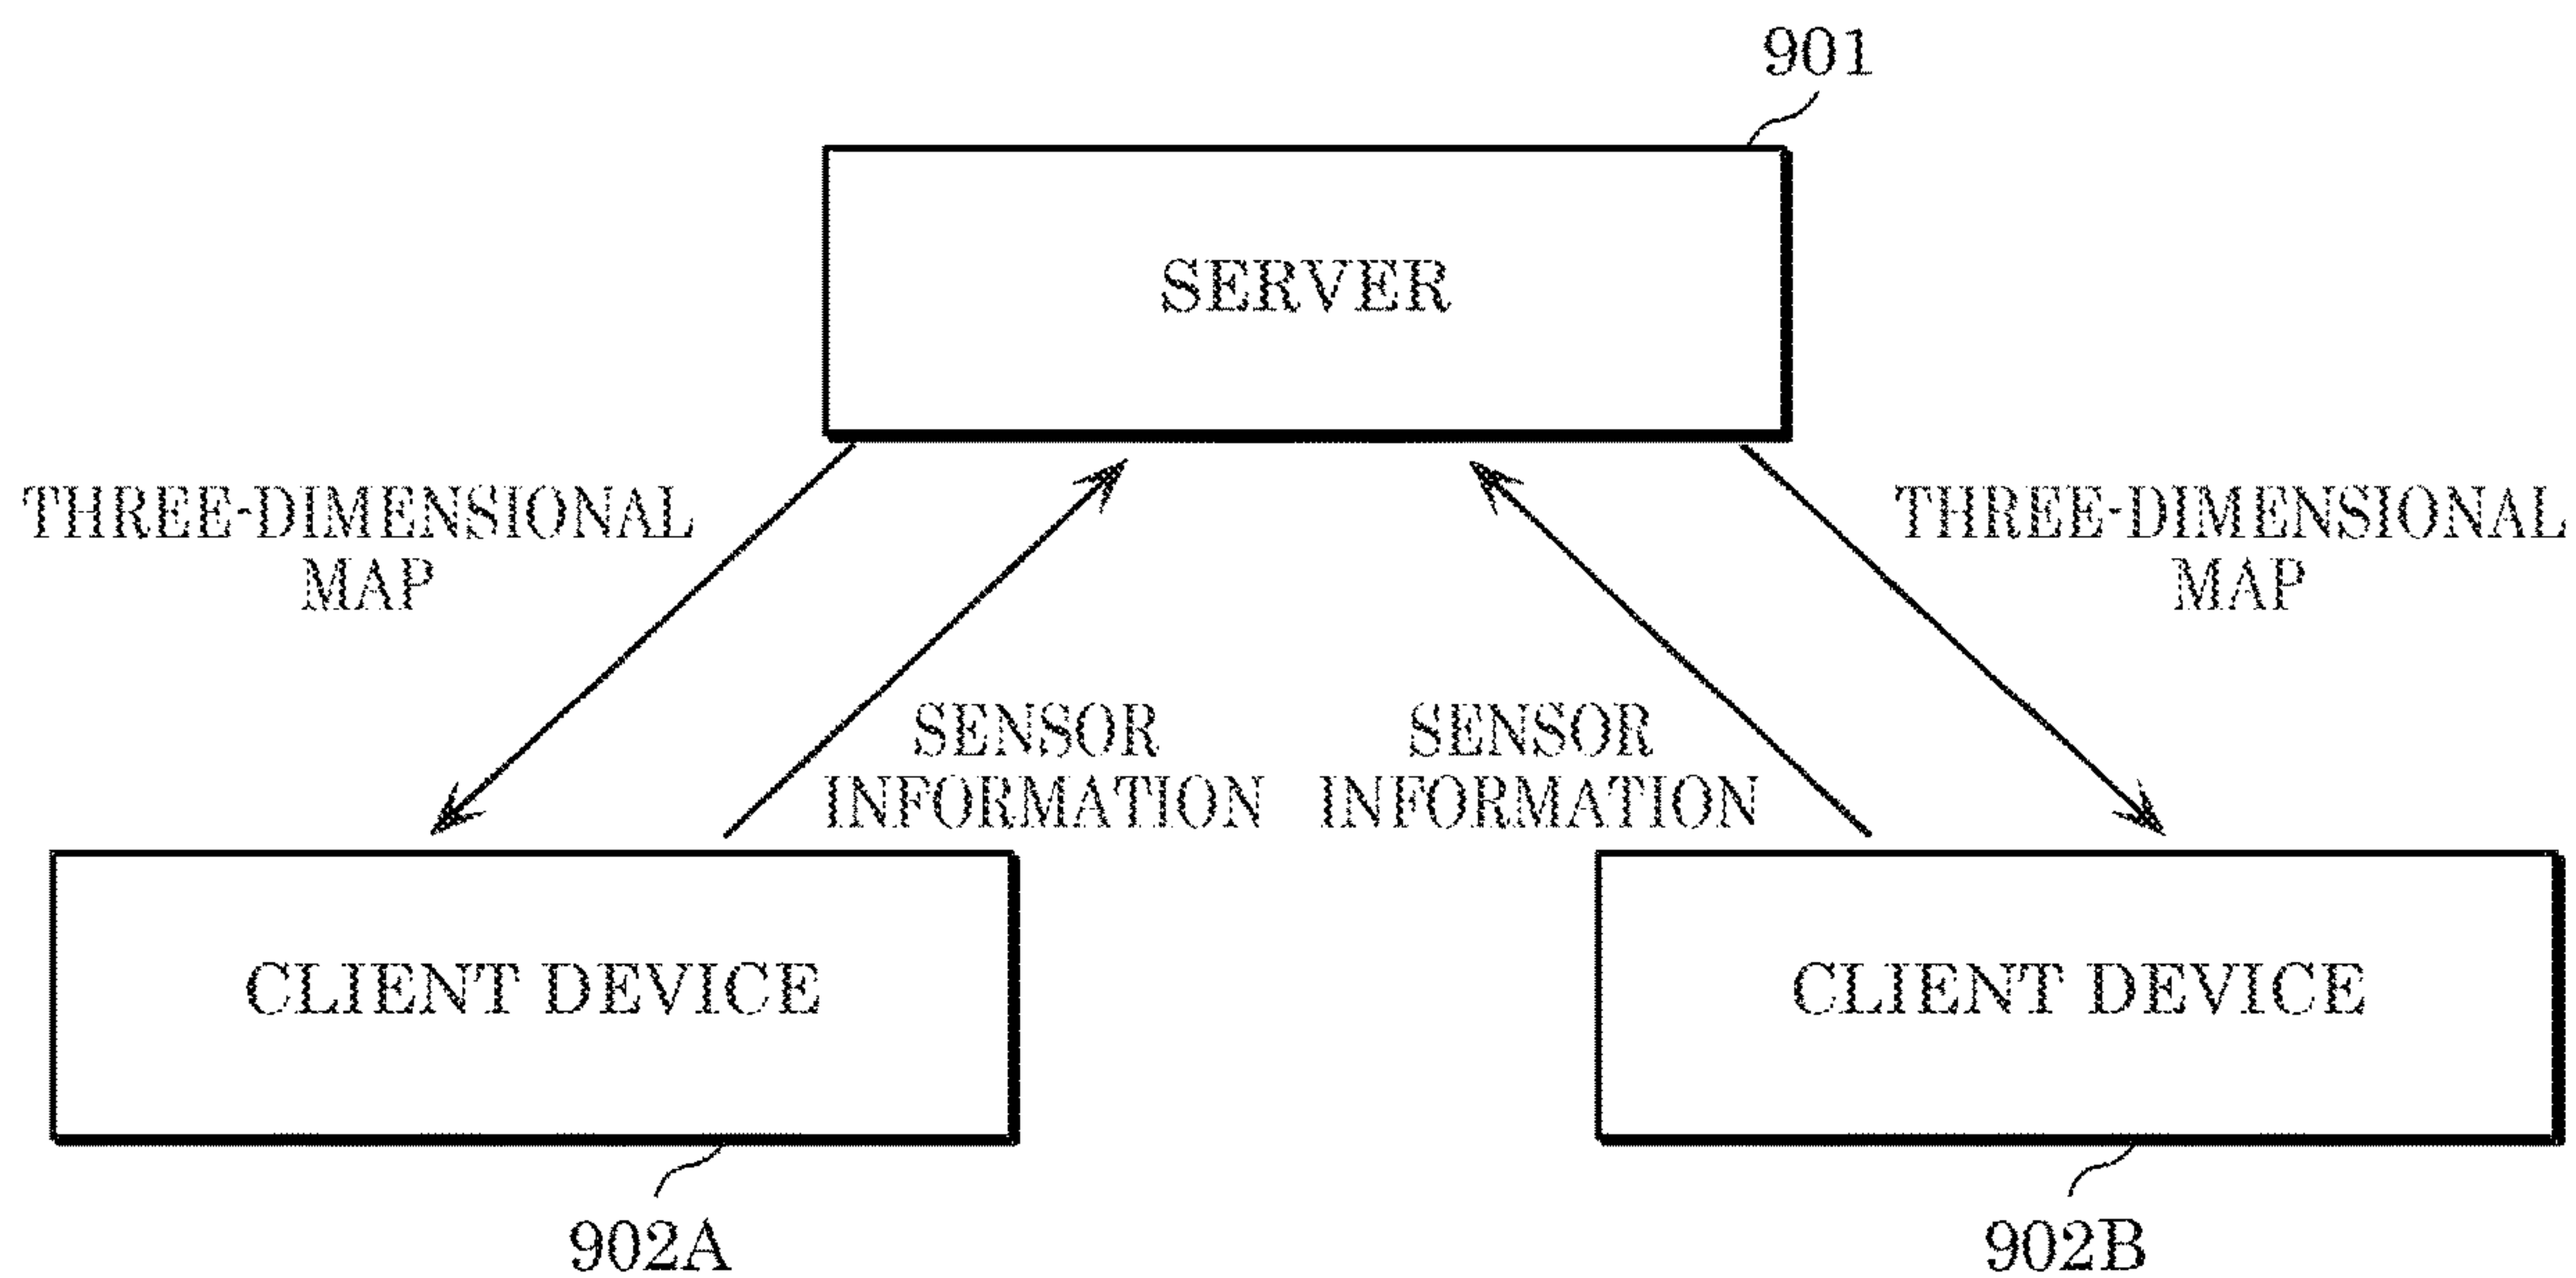 901
SERVER
THREE-DIMENSIONAL
MAP
THREE-DIMENSIONAL
MAP
SENSOR
INFORMATION
SENSOR
INFORMATION
CLIENT DEVICE
CLIENT DEVICE
902A
902B